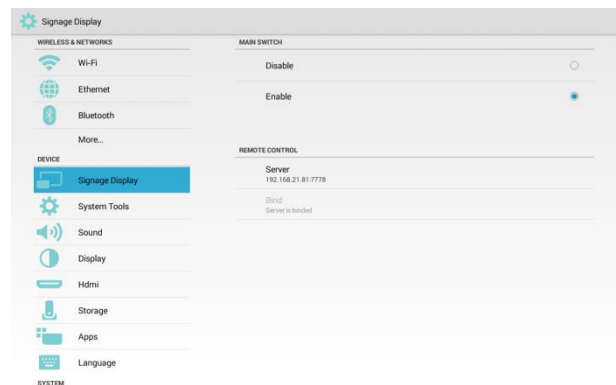 Signage Display
WIRELESS & NETWORKS
Wi-Fi
Ethernet
Bluetooth
More...
DEVICE
Signage Display
System Tools
Sound
Display
Hdmi
Storage
Apps
Language
SYSTEM
MAIN SWITCH
Disable
Enable
REMOTE CONTROL
Server
192.168.21.81:7778
Bind
Server is binded